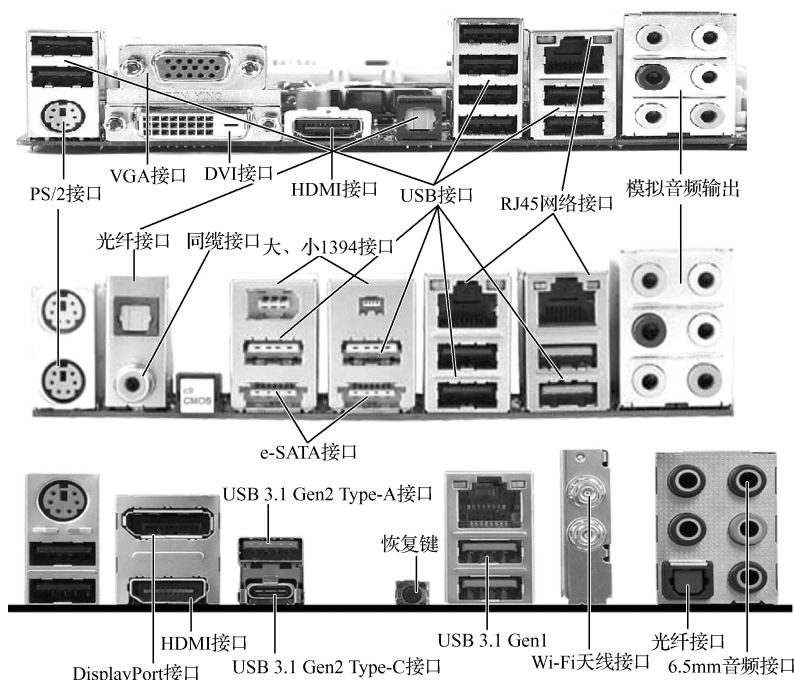 VGA接口
DVI接口
HDMI接口
USB接口
PS/2接口
RJ45网络接口
模拟音频输出
光纤接口
同缆接口
大、小1394接口
CMOS
e-SATA接口
USB 3.1 Gen2 Type-A接口
恢复键
HDMI接口
USB 3.1 Gen1
光纤接口
DisplayPort接口
USB 3.1 Gen2 Type-C接口
Wi-Fi天线接口
6.5mm音频接口